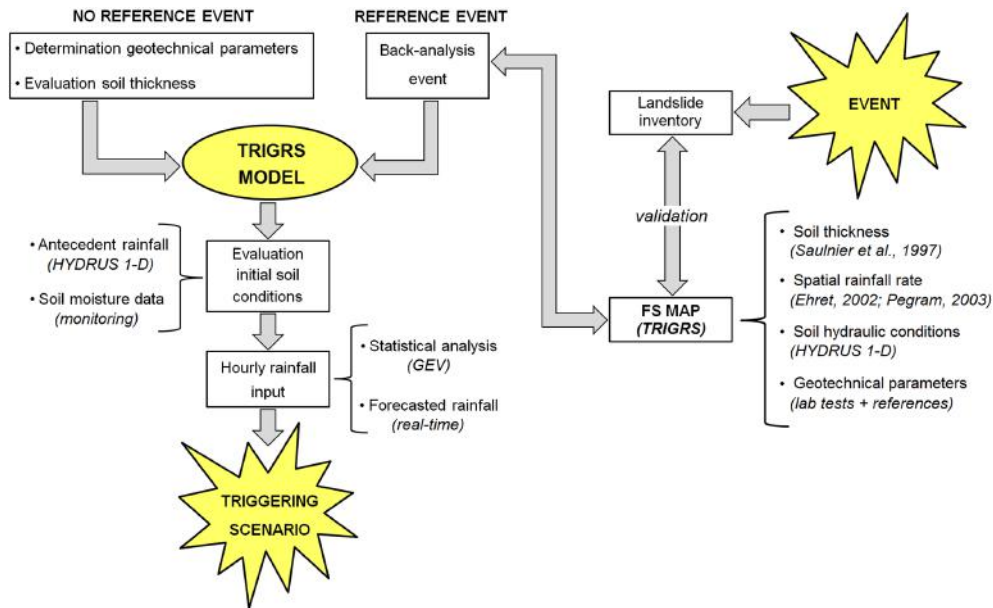 NO REFERENCE EVENT
• Determination geotechnical parameters
• Evaluation soil thickness
REFERENCE EVENT
Back-analysis
event
TRIGRS
MODEL
• Antecedent rainfall
(HYDRUS 1-D)
• Soil moisture data
(monitoring)
Evaluation
initial soil
conditions
Hourly rainfall
input
• Statistical analysis
(GEV)
• Forecasted rainfall
(real-time)
TRIGGERING
SCENARIO
EVENT
Landslide
inventory
validation
FS MAP
(TRIGRS)
• Soil thickness
(Saulnier et al., 1997)
• Spatial rainfall rate
(Ehret, 2002; Pegram, 2003)
• Soil hydraulic conditions
(HYDRUS 1-D)
• Geotechnical parameters
(lab tests + references)